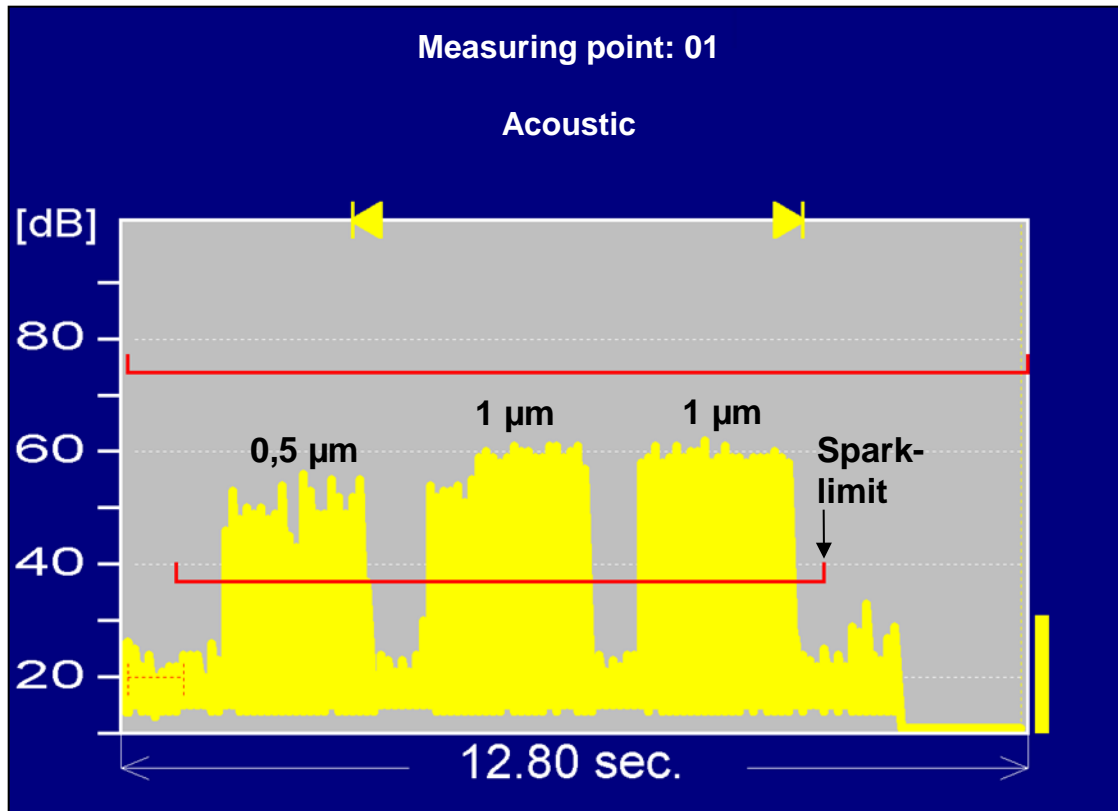 Measuring point: 01
Acoustic
[dB]
80
1 µm
1 µm
60
0,5 µm
Spark-
limit
40
20
12.80 sec.